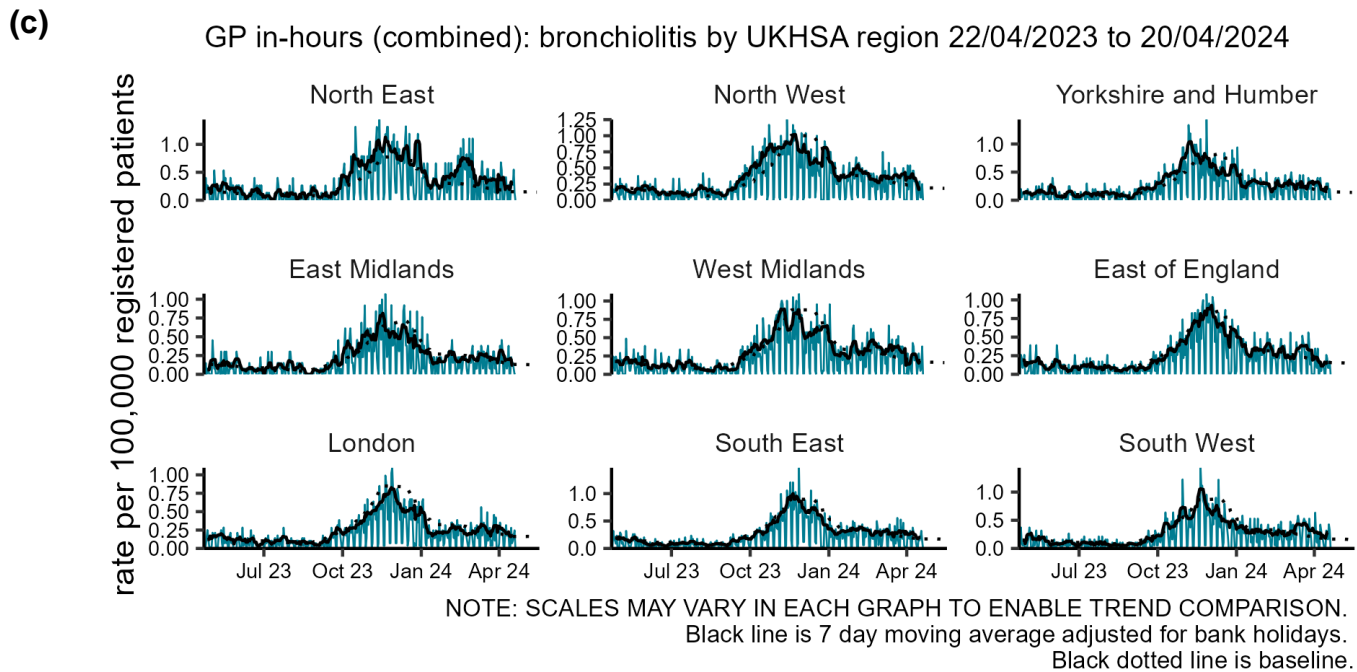 (c)
GP in-hours (combined): bronchiolitis by UKHSA region 22/04/2023 to 20/04/2024
rate per 100,000 registered patients
North East
1.0
0.5
0.0
North West
1.25
1.00
0.75
0.50
0.25
0.00
Yorkshire and Humber
1.0
0.5
0.0
East Midlands
1.00
0.75
0.50
0.25
0.00
West Midlands
1.00
0.75
0.50
0.25
0.00
East of England
1.00
0.75
0.50
0.25
0.00
London
1.00
0.75
0.50
0.25
0.00
Jul 23 Oct 23 Jan 24 Apr 24
South East
1.0
0.5
0.0
Jul 23 Oct 23 Jan 24 Apr 24
South West
1.0
0.5
0.0
Jul 23 Oct 23 Jan 24 Apr 24
NOTE: SCALES MAY VARY IN EACH GRAPH TO ENABLE TREND COMPARISON.
Black line is 7 day moving average adjusted for bank holidays.
Black dotted line is baseline.